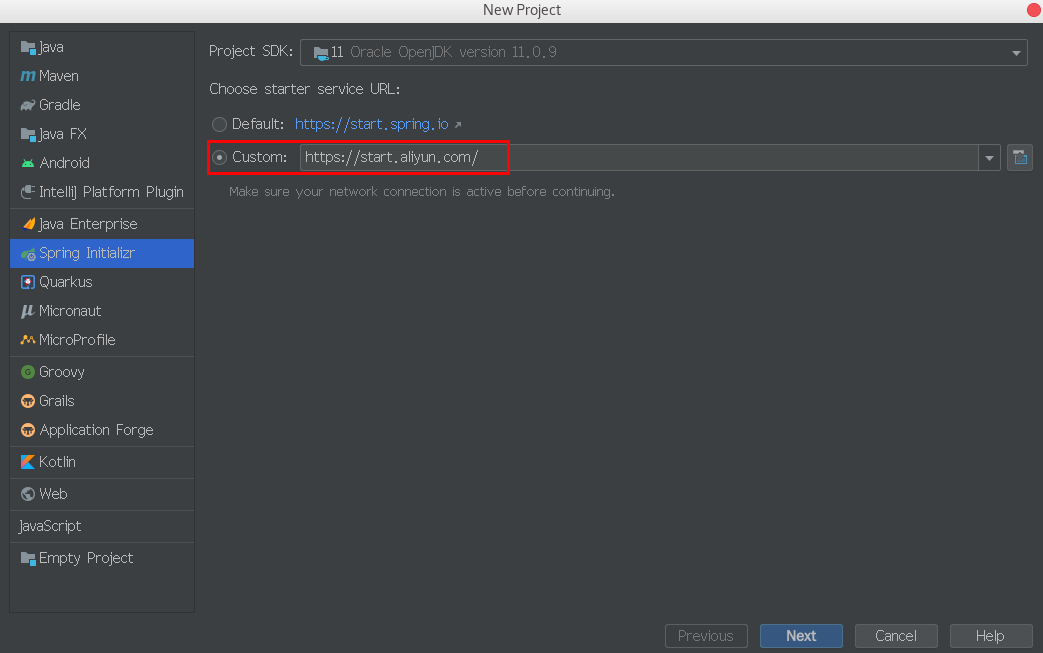 New Project
Java
Maven
Gradle
Java FX
Android
IntelliJ Platform Plugin
Java Enterprise
Spring Initializr
Quarkus
Micronaut
MicroProfile
Groovy
Grails
Application Forge
Kotlin
Web
JavaScript
Empty Project
Project SDK: 11 Oracle OpenJDK version 11.0.9
Choose starter service URL:
Default: https://start.spring.io
Custom: https://start.aliyun.com/
Make sure your network connection is active before continuing.
Previous Next Cancel Help